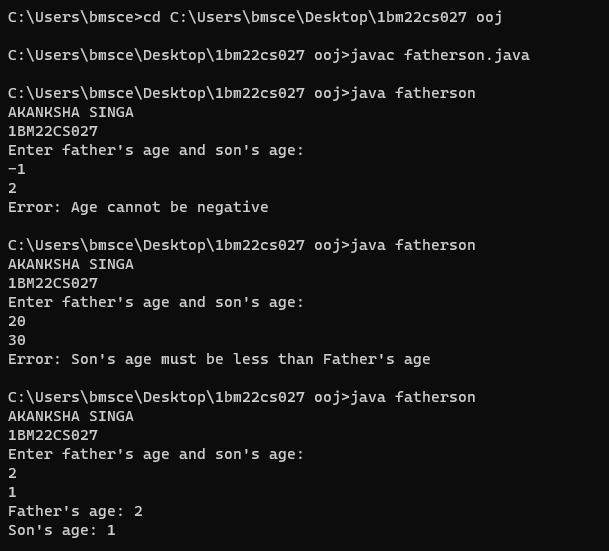 C:\Users\bmsce>cd C:\Users\bmsce\Desktop\1bm22cs027 ooj
C:\Users\bmsce\Desktop\1bm22cs027 ooj>javac fatherson.java
C:\Users\bmsce\Desktop\1bm22cs027 ooj>java fatherson
AKANKSHA SINGA
1BM22CS027
Enter father's age and son's age:
-1
2
Error: Age cannot be negative
C:\Users\bmsce\Desktop\1bm22cs027 ooj>java fatherson
AKANKSHA SINGA
1BM22CS027
Enter father's age and son's age:
20
30
Error: Son's age must be less than Father's age
C:\Users\bmsce\Desktop\1bm22cs027 ooj>java fatherson
AKANKSHA SINGA
1BM22CS027
Enter father's age and son's age:
2
1
Father's age: 2
Son's age: 1